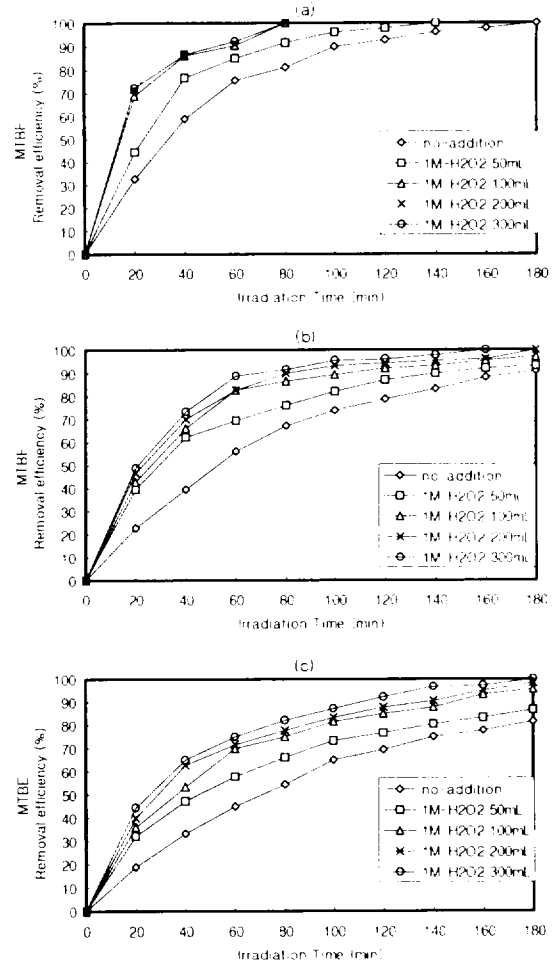 (a)
MTBE
Removal efficiency (%)
100
90
80
70
60
50
40
30
20
10
0
0 20 40 60 80 100 120 140 160 180
Irradiation Time (min)
no-addition
1M-H2O2 50mL
1M-H2O2 100mL
1M-H2O2 200mL
1M-H2O2 300mL
(b)
MTBE
Removal efficiency (%)
100
90
80
70
60
50
40
30
20
10
0
0 20 40 60 80 100 120 140 160 180
Irradiation Time (min)
no-addition
1M-H2O2 50mL
1M-H2O2 100mL
1M-H2O2 200mL
1M-H2O2 300mL
(c)
MTBE
Removal efficiency (%)
100
90
80
70
60
50
40
30
20
10
0
0 20 40 60 80 100 120 140 160 180
Irradiation Time (min)
no-addition
1M-H2O2 50mL
1M-H2O2 100mL
1M-H2O2 200mL
1M-H2O2 300mL